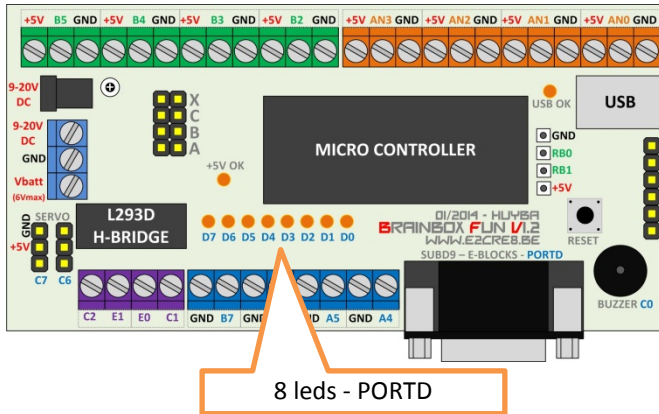 +5V B5 GND +5V B4 GND +5V B3 GND +5V B2 GND
+5V AN3 GND +5V AN2 GND +5V AN1 GND +5V AN0 GND
9-20V
DC
USB OK
USB
X
C
B
A
9-20V
DC
GND
Vbatt
(6Vmax)
MICRO CONTROLLER
GND
RB0
RB1
+5V
+5V OK
L293D
H-BRIDGE
SERVO
GND
+5V
C7 C6
D7 D6 D5 D4 D3 D2 D1 D0
01/2014 - HUYBA
BRAINBOX FUN V1.2
WWW.E2CRE8.BE
SUBD9 – E-BLOCKS - PORTD
RESET
BUZZER C0
C2 E1 E0 C1
GND B7 GND A5 GND A4
8 leds - PORTD